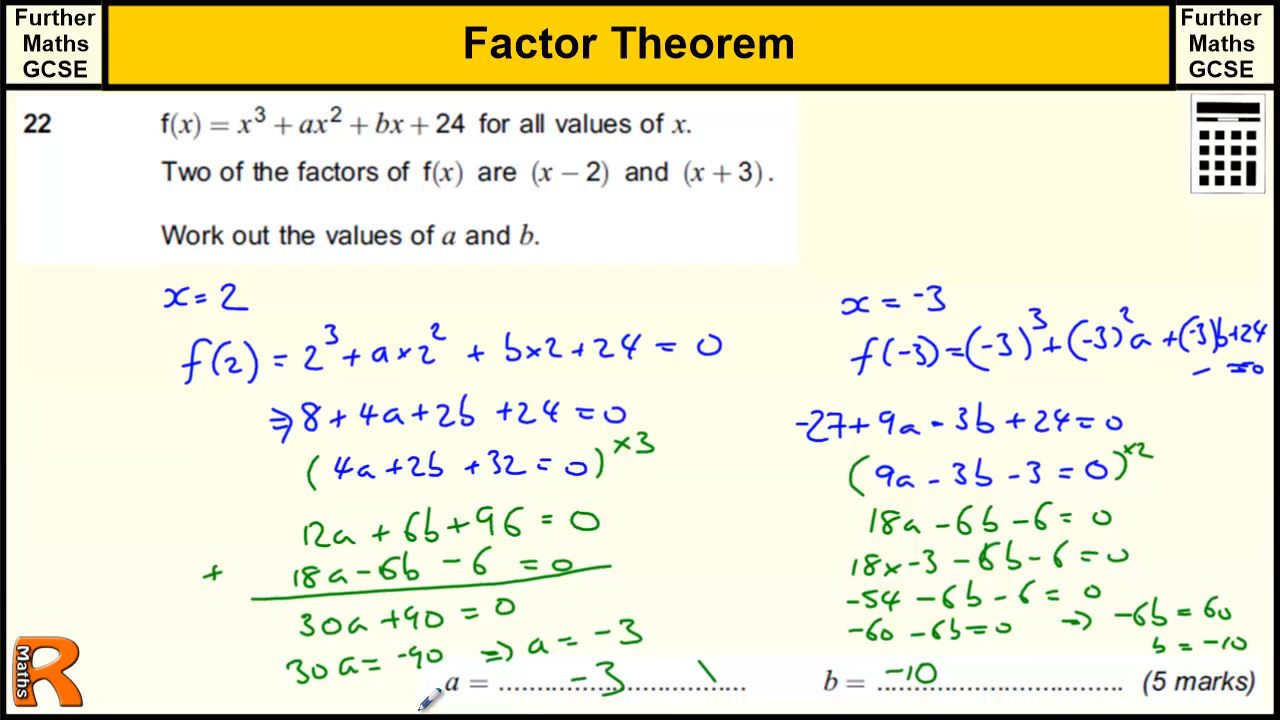 Further
Maths
GCSE
Factor Theorem
Further
Maths
GCSE
22 f(x) = x³ + ax² + bx + 24 for all values of x.
Two of the factors of f(x) are (x − 2) and (x + 3).
Work out the values of a and b.
x = 2
f(2) = 2³ + a×2² + b×2 + 24 = 0
⇒ 8 + 4a + 2b + 24 = 0
(4a + 2b + 32 = 0) ×3
12a + 6b + 96 = 0
+ 18a − 6b − 6 = 0
30a + 90 = 0
30a = −90 ⇒ a = −3
x = −3
f(−3) = (−3)³ + (−3)²a + (−3)b + 24
= 0
−27 + 9a − 3b + 24 = 0
(9a − 3b − 3 = 0) ×2
18a − 6b − 6 = 0
18×−3 − 6b − 6 = 0
−54 − 6b − 6 = 0
−60 − 6b = 0 ⇒ −6b = 60
b = −10
a = −3 b = −10 (5 marks)
R Maths